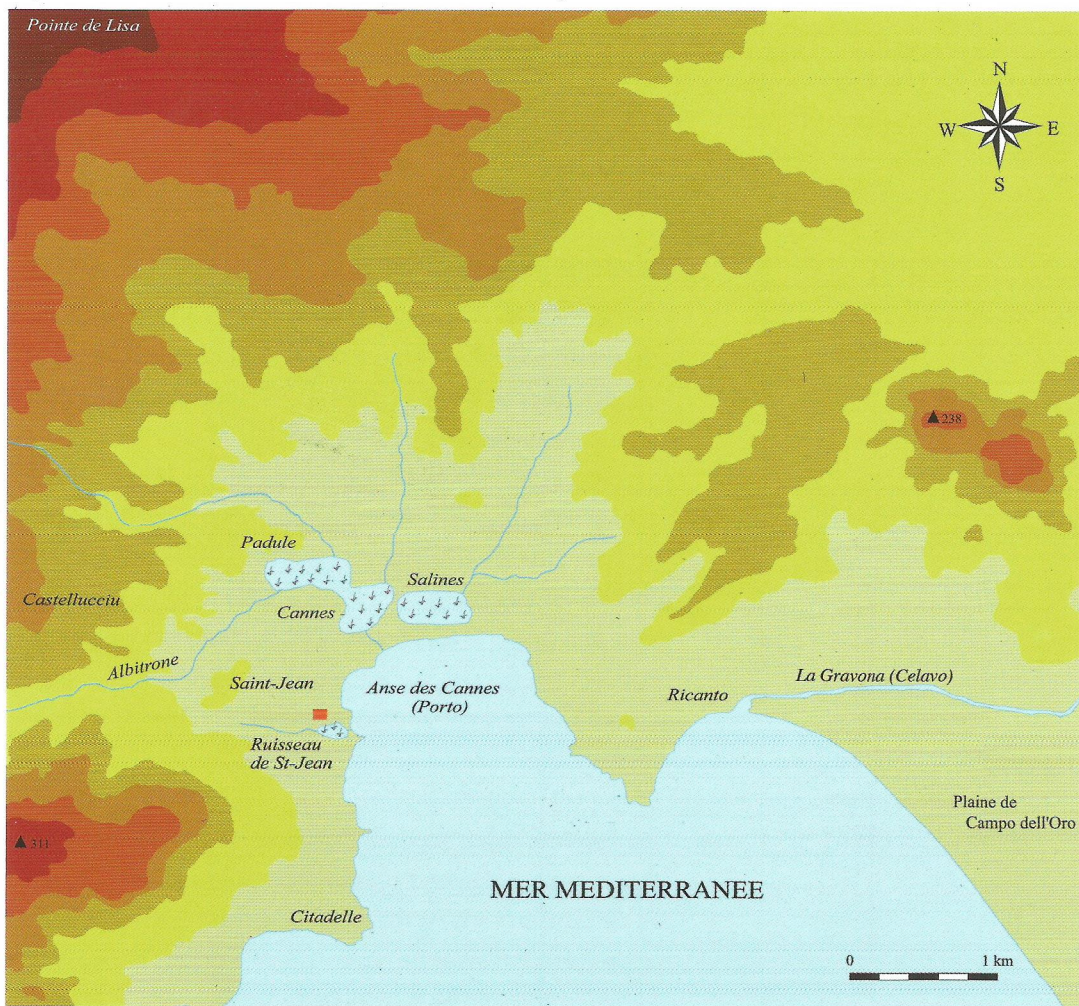 Pointe de Lisa
N
W E
S
238
Padule
Salines
Castellucciu
Cannes
Albitrone
Saint-Jean
Anse des Cannes
(Porto)
Ricanto
La Gravona (Celavo)
Ruisseau
de St-Jean
Plaine de
Campo dell'Oro
311
MER MEDITERRANEE
Citadelle
0 1 km